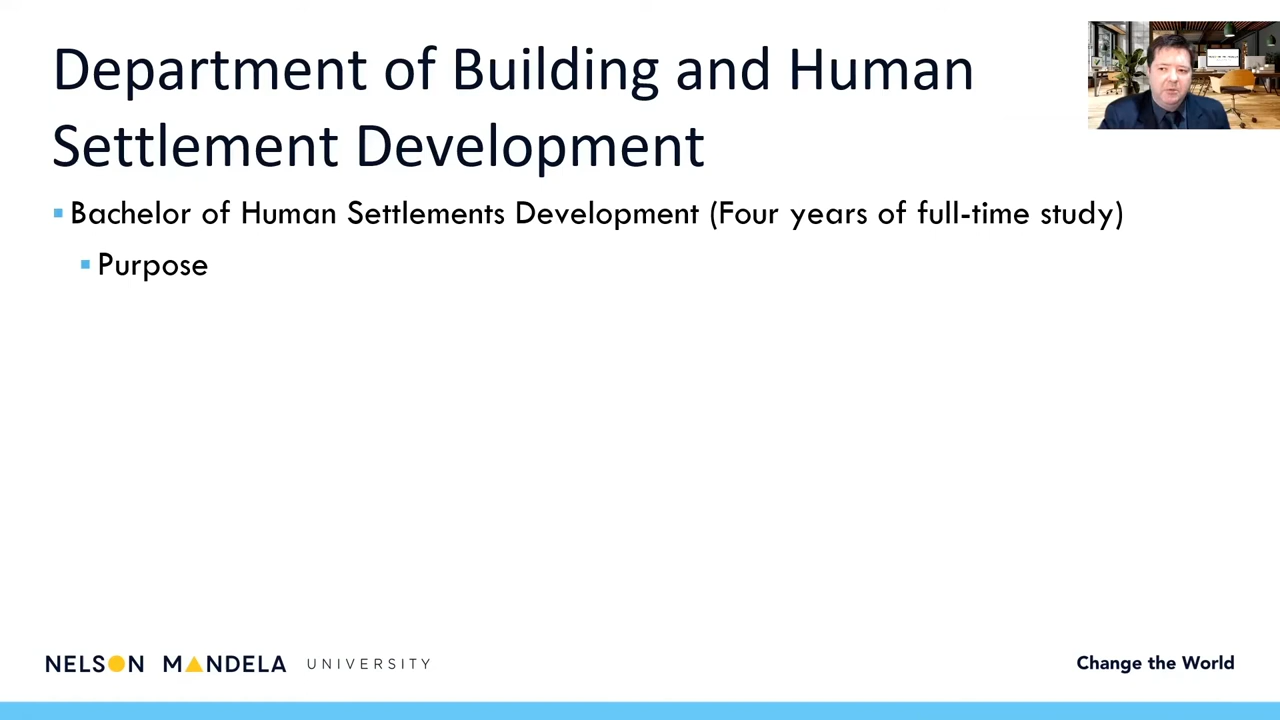 Department of Building and Human
Settlement Development
Bachelor of Human Settlements Development (Four years of full-time study)
Purpose
NELSON MANDELA UNIVERSITY
Change the World